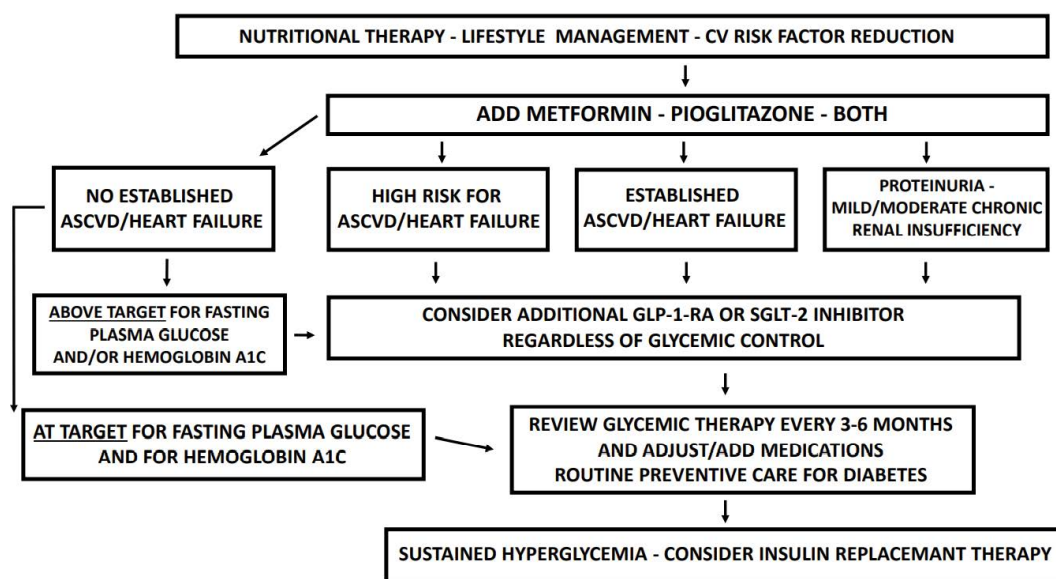 NUTRITIONAL THERAPY - LIFESTYLE MANAGEMENT - CV RISK FACTOR REDUCTION
ADD METFORMIN - PIOGLITAZONE - BOTH
NO ESTABLISHED
ASCVD/HEART FAILURE
HIGH RISK FOR
ASCVD/HEART FAILURE
ESTABLISHED
ASCVD/HEART FAILURE
PROTEINURIA -
MILD/MODERATE CHRONIC
RENAL INSUFFICIENCY
ABOVE TARGET FOR FASTING
PLASMA GLUCOSE
AND/OR HEMOGLOBIN A1C
CONSIDER ADDITIONAL GLP-1-RA OR SGLT-2 INHIBITOR
REGARDLESS OF GLYCEMIC CONTROL
AT TARGET FOR FASTING PLASMA GLUCOSE
AND FOR HEMOGLOBIN A1C
REVIEW GLYCEMIC THERAPY EVERY 3-6 MONTHS
AND ADJUST/ADD MEDICATIONS
ROUTINE PREVENTIVE CARE FOR DIABETES
SUSTAINED HYPERGLYCEMIA - CONSIDER INSULIN REPLACEMANT THERAPY